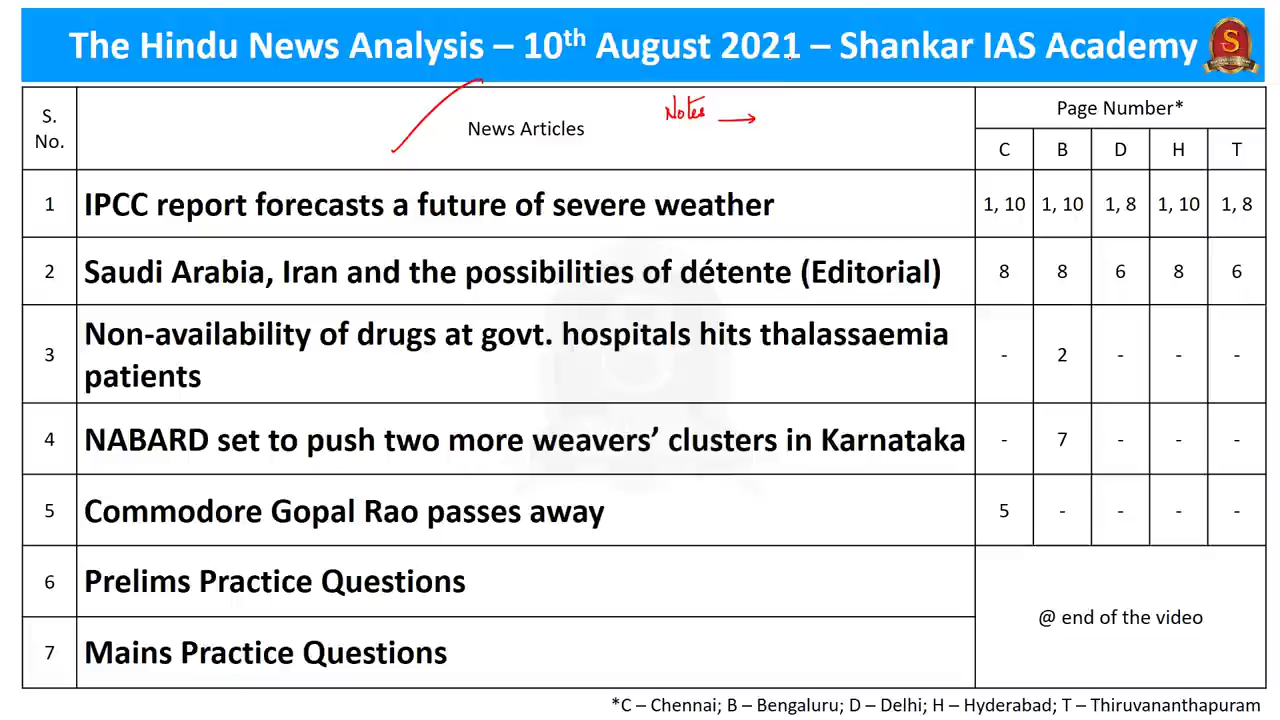 The Hindu News Analysis – 10th August 2021 – Shankar IAS Academy
S. No.
News Articles
Notes →
Page Number*
C B D H T
1 IPCC report forecasts a future of severe weather 1, 10 1, 10 1, 8 1, 10 1, 8
2 Saudi Arabia, Iran and the possibilities of détente (Editorial) 8 8 6 8 6
3 Non-availability of drugs at govt. hospitals hits thalassaemia
patients - 2 - - -
4 NABARD set to push two more weavers’ clusters in Karnataka - 7 - - -
5 Commodore Gopal Rao passes away 5 - - - -
6 Prelims Practice Questions
@ end of the video
7 Mains Practice Questions
*C – Chennai; B – Bengaluru; D – Delhi; H – Hyderabad; T – Thiruvananthapuram